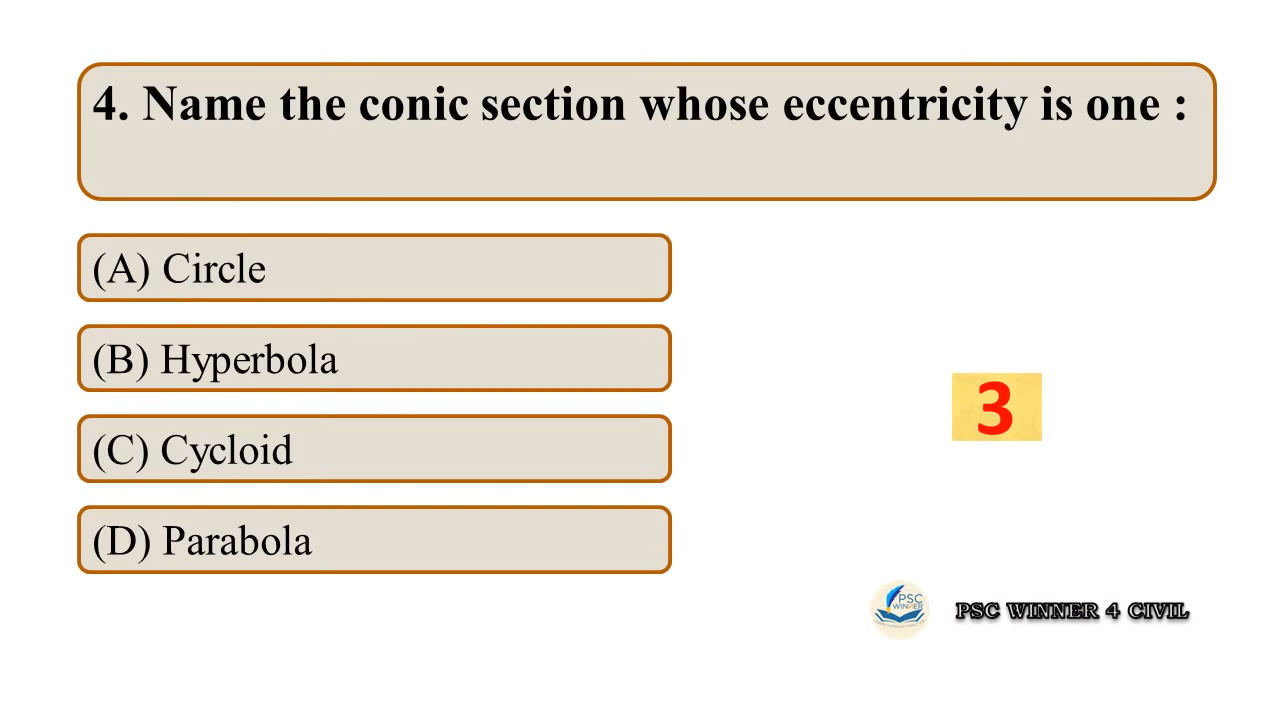 4. Name the conic section whose eccentricity is one :
(A) Circle
(B) Hyperbola
(C) Cycloid
(D) Parabola
3
PSC
WINNER
PSC WINNER 4 CIVIL